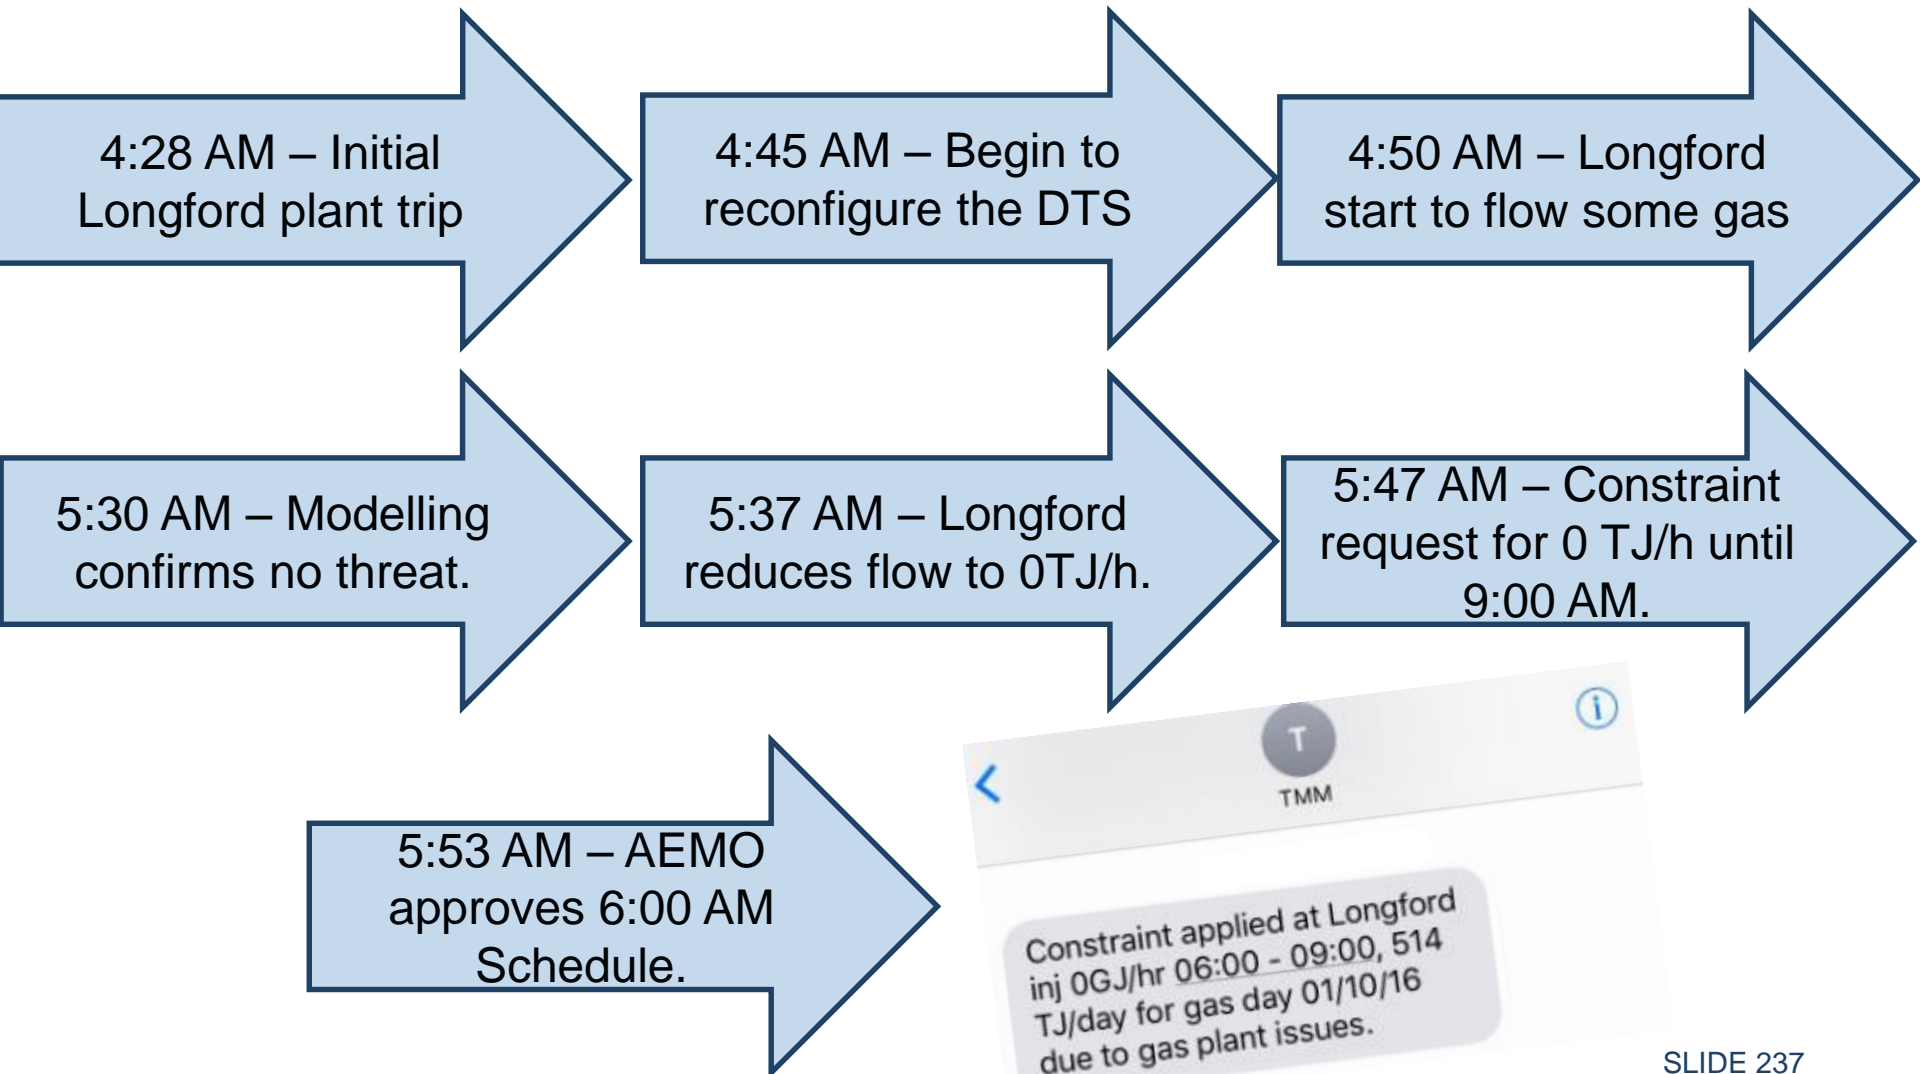 4:28 AM – Initial
Longford plant trip
4:45 AM – Begin to
reconfigure the DTS
4:50 AM – Longford
start to flow some gas
5:30 AM – Modelling
confirms no threat.
5:37 AM – Longford
reduces flow to 0TJ/h.
5:47 AM – Constraint
request for 0 TJ/h until
9:00 AM.
5:53 AM – AEMO
approves 6:00 AM
Schedule.
T
TMM
Constraint applied at Longford
inj 0GJ/hr 06:00 - 09:00, 514
TJ/day for gas day 01/10/16
due to gas plant issues.
SLIDE 237